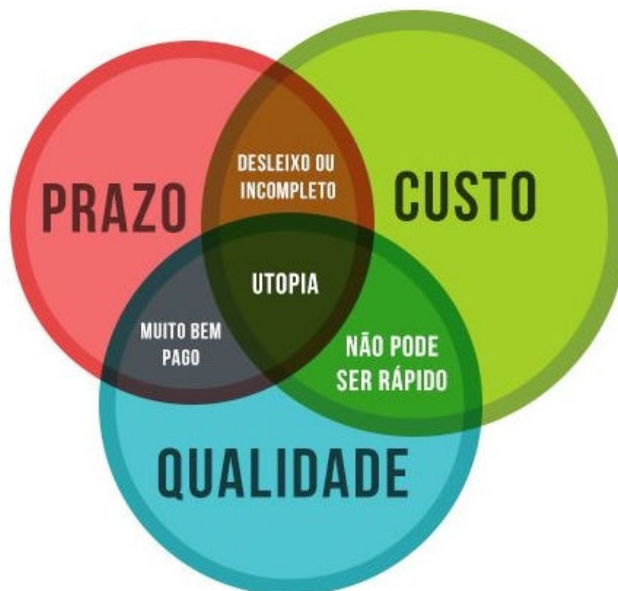 DESLEIXO OU
INCOMPLETO
PRAZO
CUSTO
UTOPIA
MUITO BEM
PAGO
NÃO PODE
SER RÁPIDO
QUALIDADE